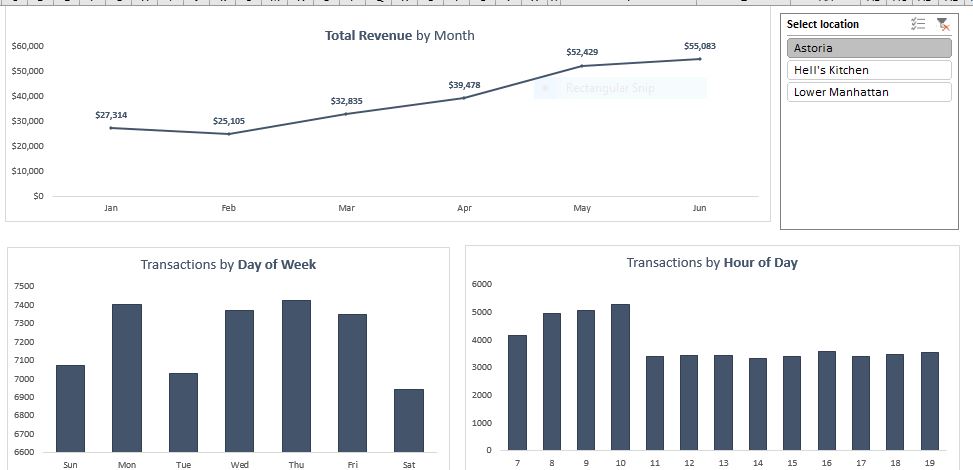 Total Revenue by Month
$60,000
$50,000
$40,000
$30,000
$20,000
$10,000
$0
$27,314
$25,105
$32,835
$39,478
$52,429
$55,083
Rectangular Snip
Jan Feb Mar Apr May Jun
Select location
Astoria
Hell's Kitchen
Lower Manhattan
Transactions by Day of Week
7500
7400
7300
7200
7100
7000
6900
6800
6700
6600
Sun Mon Tue Wed Thu Fri Sat
Transactions by Hour of Day
6000
5000
4000
3000
2000
1000
0
7 8 9 10 11 12 13 14 15 16 17 18 19